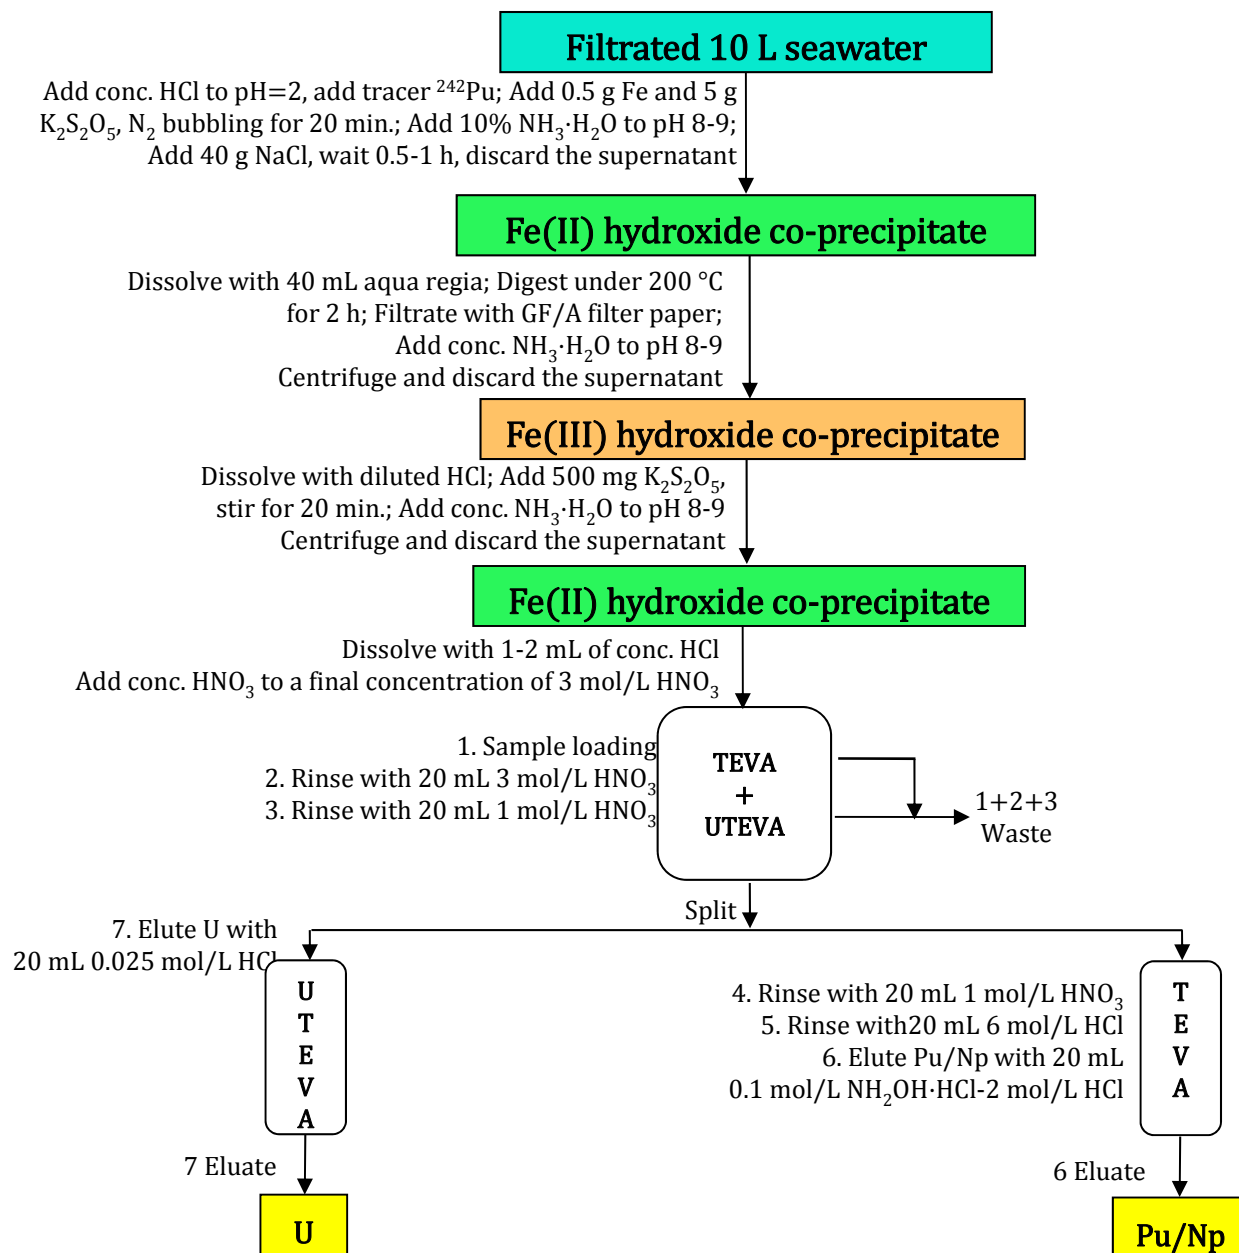 Filtrated 10 L seawater
Add conc. HCl to pH=2, add tracer ²⁴²Pu; Add 0.5 g Fe and 5 g
K₂S₂O₅, N₂ bubbling for 20 min.; Add 10% NH₃·H₂O to pH 8-9;
Add 40 g NaCl, wait 0.5-1 h, discard the supernatant
Fe(II) hydroxide co-precipitate
Dissolve with 40 mL aqua regia; Digest under 200 °C
for 2 h; Filtrate with GF/A filter paper;
Add conc. NH₃·H₂O to pH 8-9
Centrifuge and discard the supernatant
Fe(III) hydroxide co-precipitate
Dissolve with diluted HCl; Add 500 mg K₂S₂O₅,
stir for 20 min.; Add conc. NH₃·H₂O to pH 8-9
Centrifuge and discard the supernatant
Fe(II) hydroxide co-precipitate
Dissolve with 1-2 mL of conc. HCl
Add conc. HNO₃ to a final concentration of 3 mol/L HNO₃
1. Sample loading
2. Rinse with 20 mL 3 mol/L HNO₃
3. Rinse with 20 mL 1 mol/L HNO₃
TEVA
+
UTEVA
1+2+3
Waste
Split
7. Elute U with
20 mL 0.025 mol/L HCl
U
T
E
V
A
4. Rinse with 20 mL 1 mol/L HNO₃
5. Rinse with20 mL 6 mol/L HCl
6. Elute Pu/Np with 20 mL
0.1 mol/L NH₂OH·HCl-2 mol/L HCl
T
E
V
A
7 Eluate
6 Eluate
U
Pu/Np